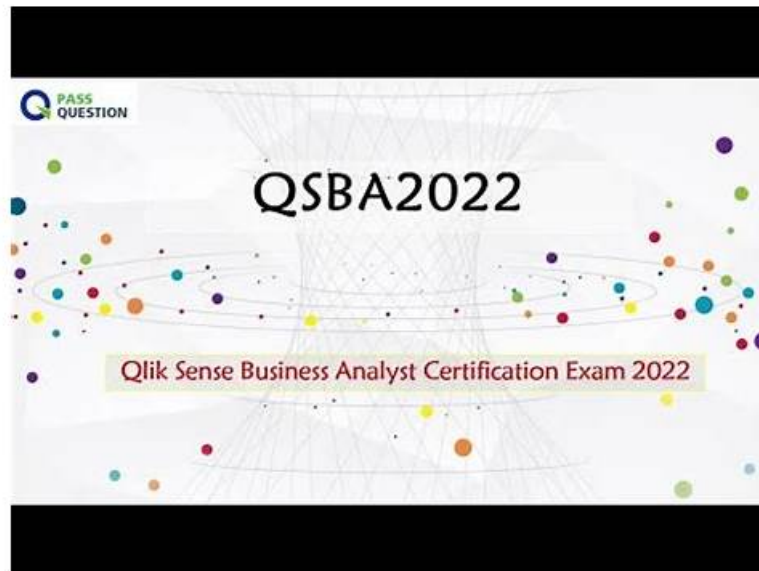 PASS
QUESTION
QSBA2022
Qlik Sense Business Analyst Certification Exam 2022